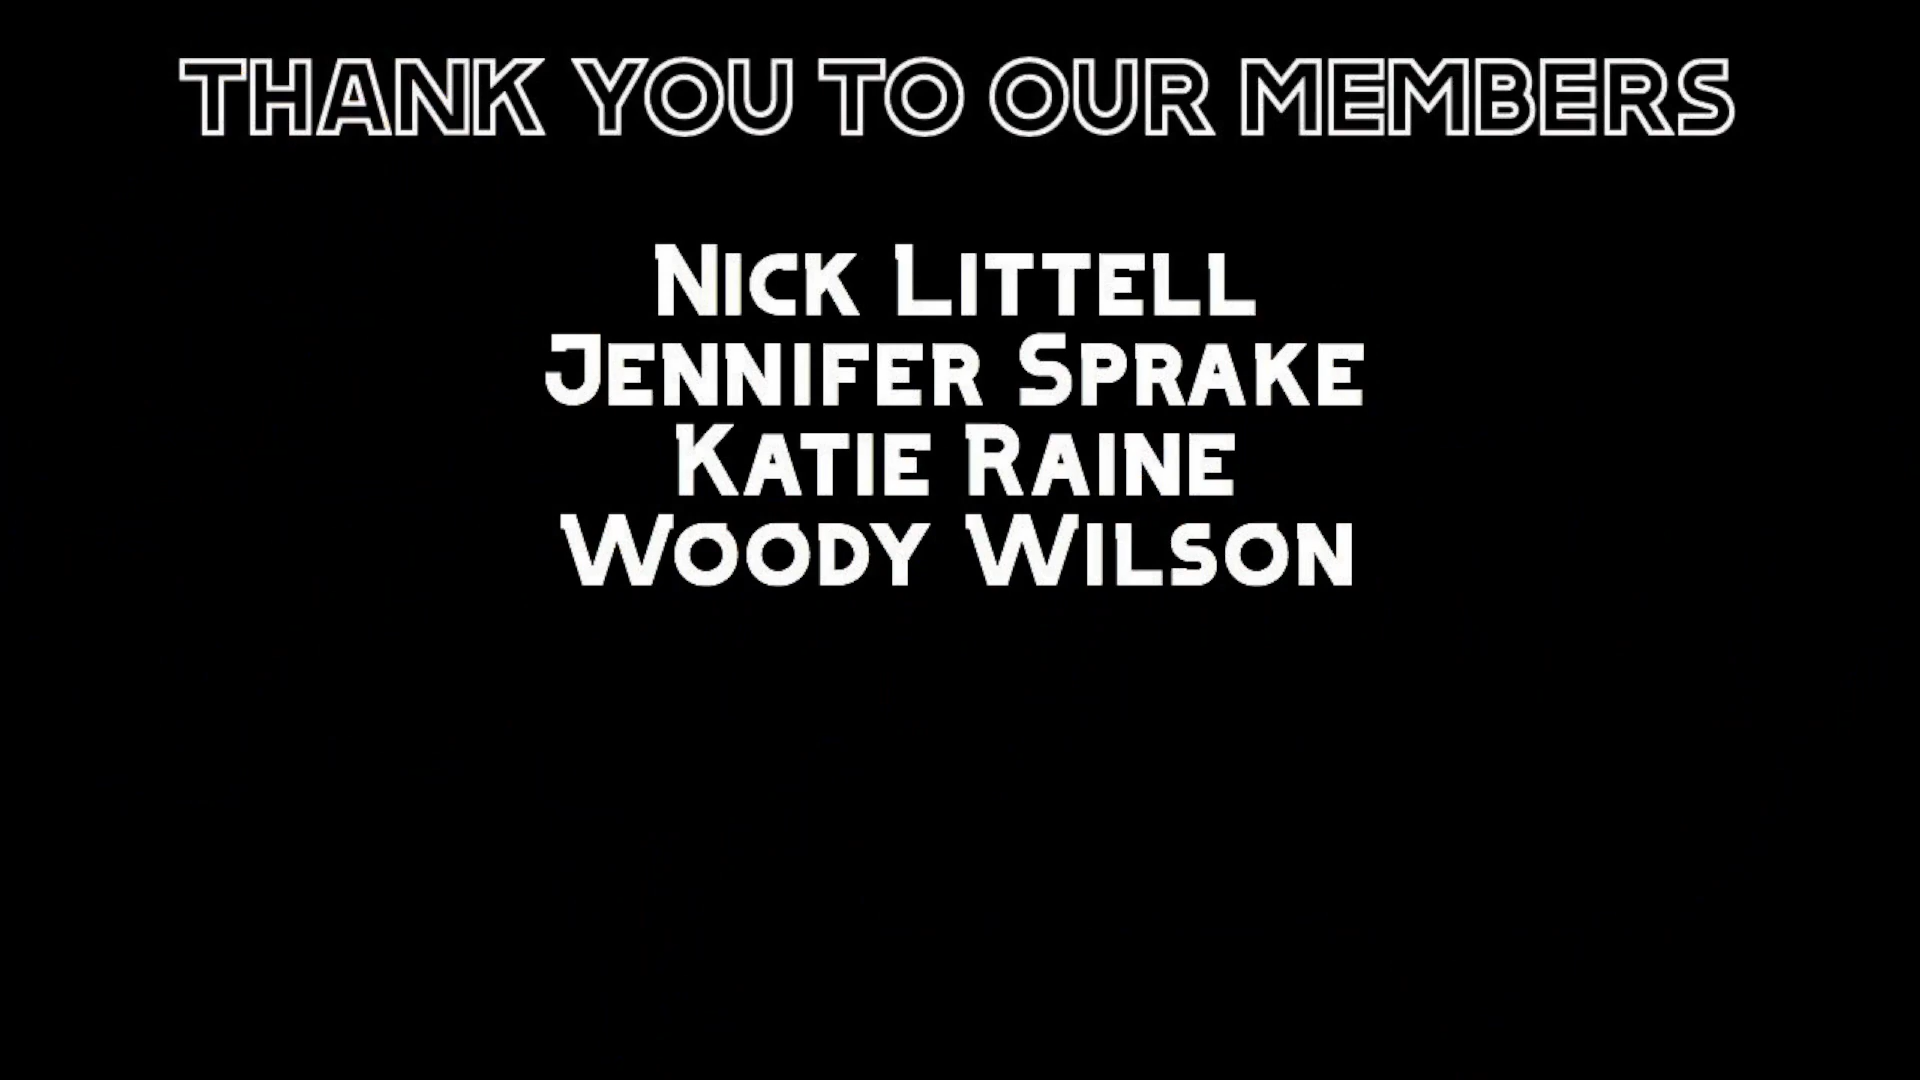 THANK YOU TO OUR MEMBERS
Nick Littell
Jennifer Sprake
Katie Raine
Woody Wilson